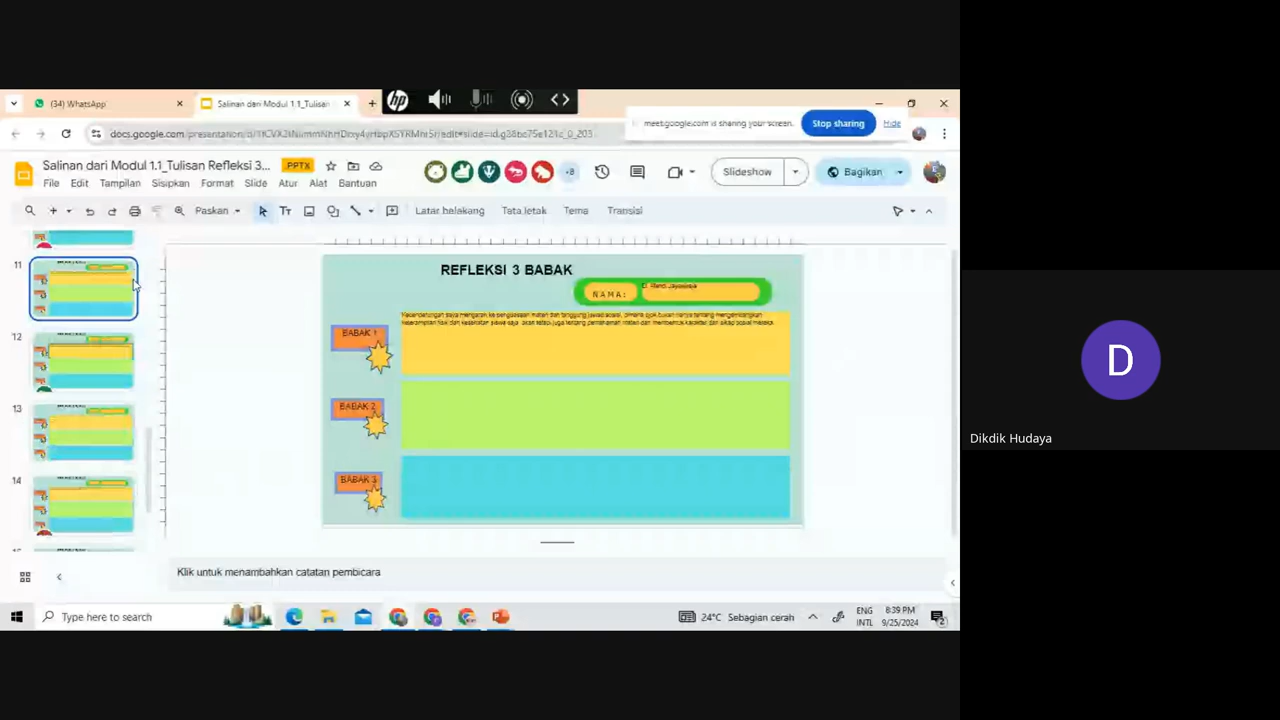 (34) WhatsApp
Salinan dari Modul 1.1_Tulisan
meet.google.com is sharing your screen.
Stop sharing
Hide
Salinan dari Modul 1.1_Tulisan Refleksi 3...
.PPTX
+8
Slideshow
Bagikan
File Edit Tampilan Sisipkan Format Slide Atur Alat Bantuan
Paskan
Latar belakang Tata letak Tema Transisi
11
12
13
14
REFLEKSI 3 BABAK
NAMA:
BABAK 1
BABAK 2
BABAK 3
Klik untuk menambahkan catatan pembicara
Type here to search
24°C Sebagian cerah
ENG
INTL
8:39 PM
9/25/2024
D
Dikdik Hudaya